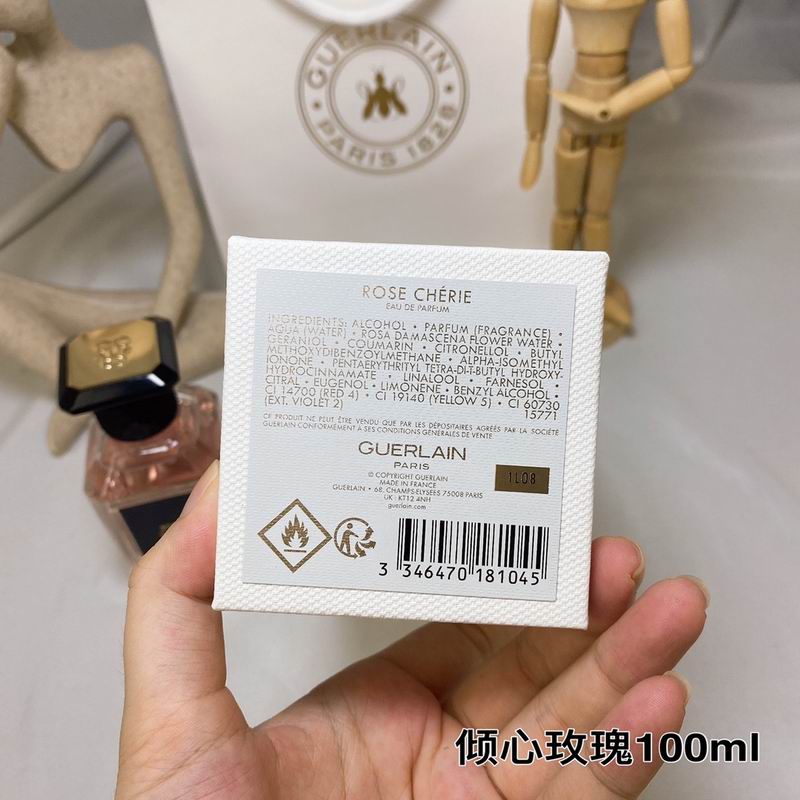 GUERLAIN
PARIS 1828
ROSE CHÉRIE
EAU DE PARFUM
INGREDIENTS: ALCOHOL • PARFUM (FRAGRANCE) •
AQUA (WATER) • ROSA DAMASCENA FLOWER WATER •
GERANIOL • COUMARIN • CITRONELLOL • BUTYL
METHOXYDIBENZOYLMETHANE • ALPHA-ISOMETHYL
IONONE • PENTAERYTHRITYL TETRA-DI-T-BUTYL HYDROXY-
HYDROCINNAMATE • LINALOOL • FARNESOL •
CITRAL • EUGENOL • LIMONENE • BENZYL ALCOHOL •
CI 14700 (RED 4) • CI 19140 (YELLOW 5) • CI 60730
(EXT. VIOLET 2) 15771
CE PRODUIT NE PEUT ÊTRE VENDU QUE PAR LES DÉPOSITAIRES AGRÉÉS PAR LA SOCIÉTÉ
GUERLAIN CONFORMÉMENT À SES CONDITIONS GÉNÉRALES DE VENTE
GUERLAIN
PARIS
1L08
© COPYRIGHT GUERLAIN
MADE IN FRANCE
GUERLAIN • 68, CHAMPS-ELYSEES 75008 PARIS
UK • KT12 4NH
guerlain.com
3 346470 181045
倾心玫瑰100ml